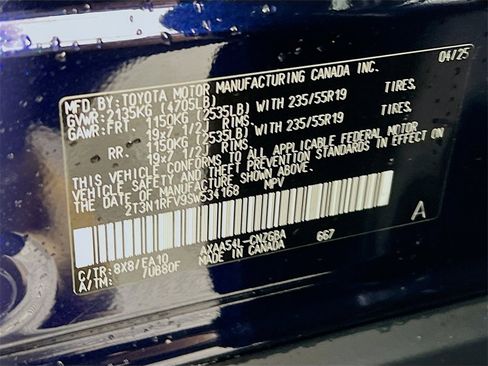 MFD.BY:TOYOTA MOTOR MANUFACTURING CANADA INC. 04/25
GVWR:2135KG (4705LB)
GAWR:FRT. 1150KG (2535LB) WITH 235/55R19 TIRES,
19x7 1/2J RIMS.
RR. 1150KG (2535LB) WITH 235/55R19 TIRES,
19x7 1/2J RIMS.
THIS VEHICLE CONFORMS TO ALL APPLICABLE FEDERAL MOTOR
VEHICLE SAFETY AND THEFT PREVENTION STANDARDS IN EFFECT ON
THE DATE OF MANUFACTURE SHOWN ABOVE.
2T3N1RFV9SW534168 MPV
A
C/TR:8X8/EA10 AXAA54L-CNZGBA 667
A/TM: /0B80F MADE IN CANADA